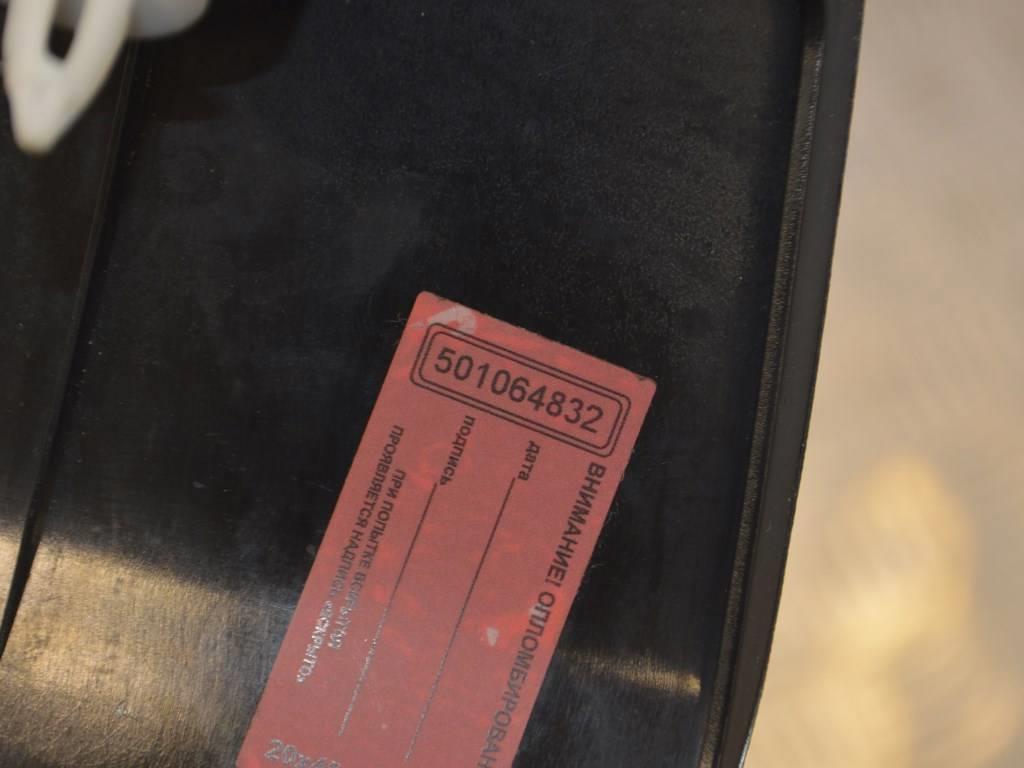 501064832
ВНИМАНИЕ! ОПЛОМБИРОВАН
дата
подпись
ПРИ ПОПЫТКЕ ВСКРЫТИЯ
ПРОЯВЛЯЕТСЯ НАДПИСЬ «ВСКРЫТО»